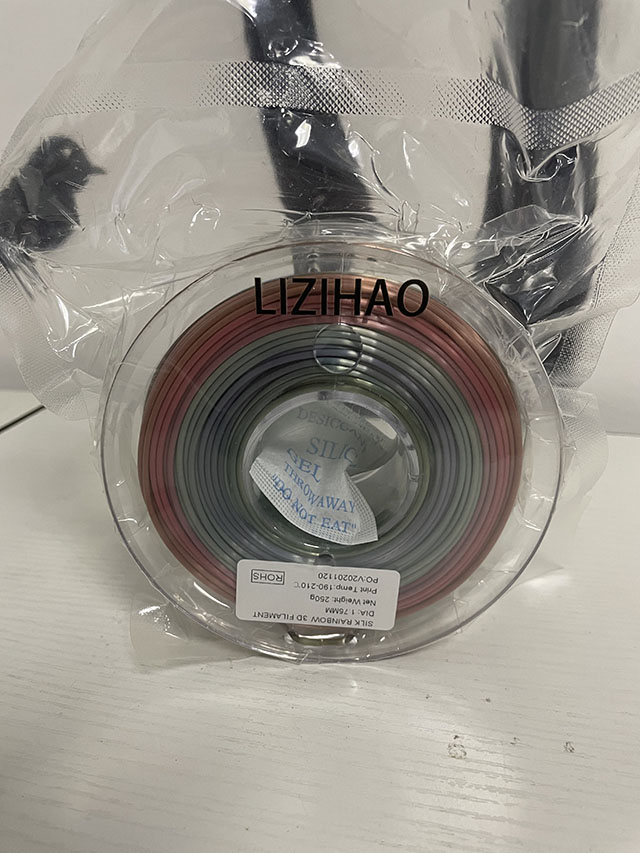 LIZIHAO
SILICA
GEL
THROWAWAY
"DO NOT EAT"
SILK RAINBOW 3D FILAMENT
DIA: 1.75MM
Net Weight: 250g
Print Temp:190-210℃
PO:V20201120
ROHS